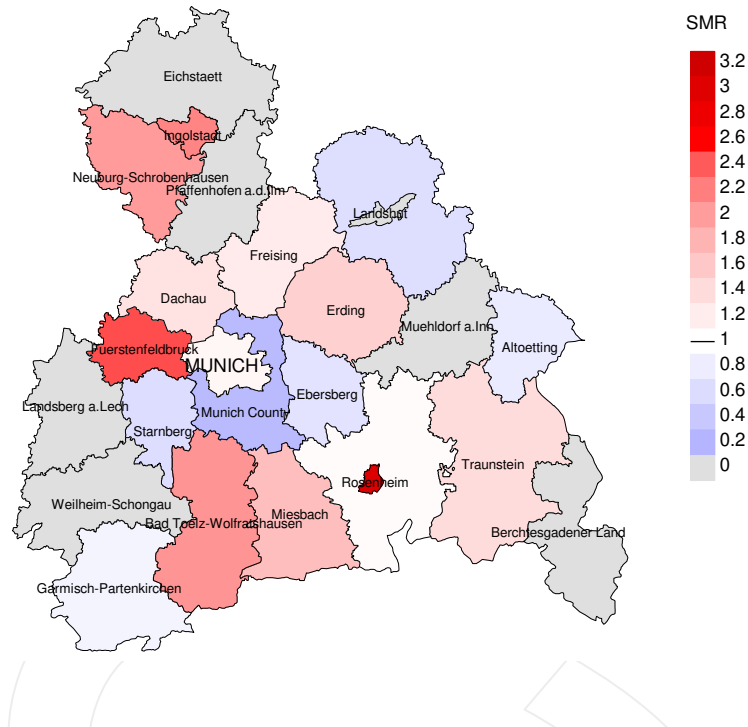 SMR
3.2
3
2.8
2.6
2.4
2.2
2
1.8
1.6
1.4
1.2
1
0.8
0.6
0.4
0.2
0
Eichstaett
Ingolstadt
Neuburg-Schrobenhausen
Pfaffenhofen a.d.Ilm
Landshut
Freising
Dachau
Erding
Muehldorf a.Inn
Altoetting
Fuerstenfeldbruck
MUNICH
Ebersberg
Landsberg a.Lech
Munich County
Starnberg
Traunstein
Rosenheim
Weilheim-Schongau
Miesbach
Bad Toelz-Wolfratshausen
Berchtesgadener Land
Garmisch-Partenkirchen